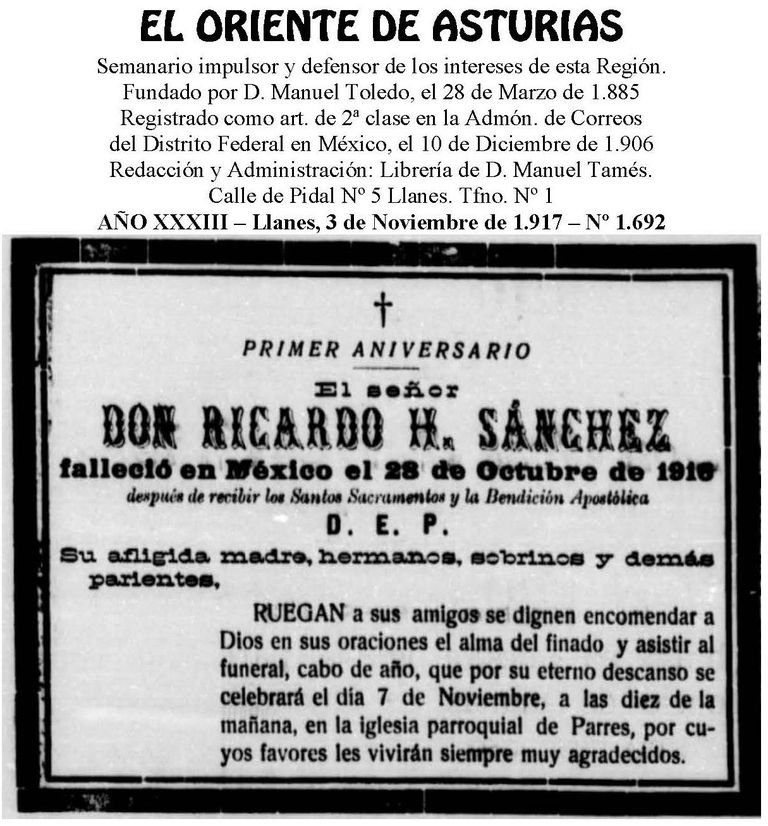 EL ORIENTE DE ASTURIAS
Semanario impulsor y defensor de los intereses de esta Región.
Fundado por D. Manuel Toledo, el 28 de Marzo de 1.885
Registrado como art. de 2ª clase en la Admón. de Correos
del Distrito Federal en México, el 10 de Diciembre de 1.906
Redacción y Administración: Librería de D. Manuel Tamés.
Calle de Pidal Nº 5 Llanes. Tfno. Nº 1
AÑO XXXIII – Llanes, 3 de Noviembre de 1.917 – Nº 1.692
†
PRIMER ANIVERSARIO
El señor
DON RICARDO H. SÁNCHEZ
falleció en México el 28 de Octubre de 1916
después de recibir los Santos Sacramentos y la Bendición Apostólica
D. E. P.
Su afligida madre, hermanos, sobrinos y demás
parientes,
RUEGAN a sus amigos se dignen encomendar a
Dios en sus oraciones el alma del finado y asistir al
funeral, cabo de año, que por su eterno descanso se
celebrará el día 7 de Noviembre, a las diez de la
mañana, en la iglesia parroquial de Parres, por cu-
yos favores les vivirán siempre muy agradecidos.